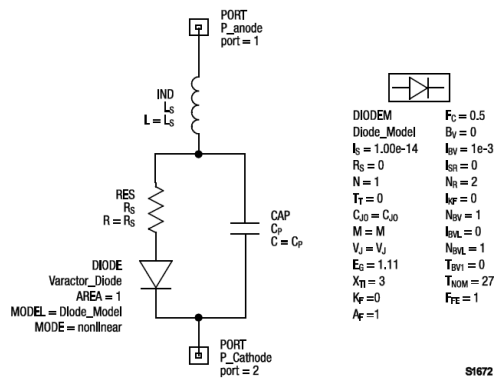 PORT
P_anode
port = 1
IND
LS
L = LS
RES
RS
R = RS
CAP
CP
C = CP
DIODE
Varactor_Diode
AREA = 1
MODEL = Diode_Model
MODE = nonlinear
PORT
P_Cathode
port = 2
DIODEM
Diode_Model
IS = 1.00e-14
RS = 0
N = 1
TT = 0
CJO = CJO
M = M
VJ = VJ
EG = 1.11
XTI = 3
KF = 0
AF =1
FC = 0.5
BV = 0
IBV = 1e-3
ISR = 0
NR = 2
IKF = 0
NBV = 1
IBVL = 0
NBVL = 1
TBV1 = 0
TNOM = 27
FFE = 1
S1672